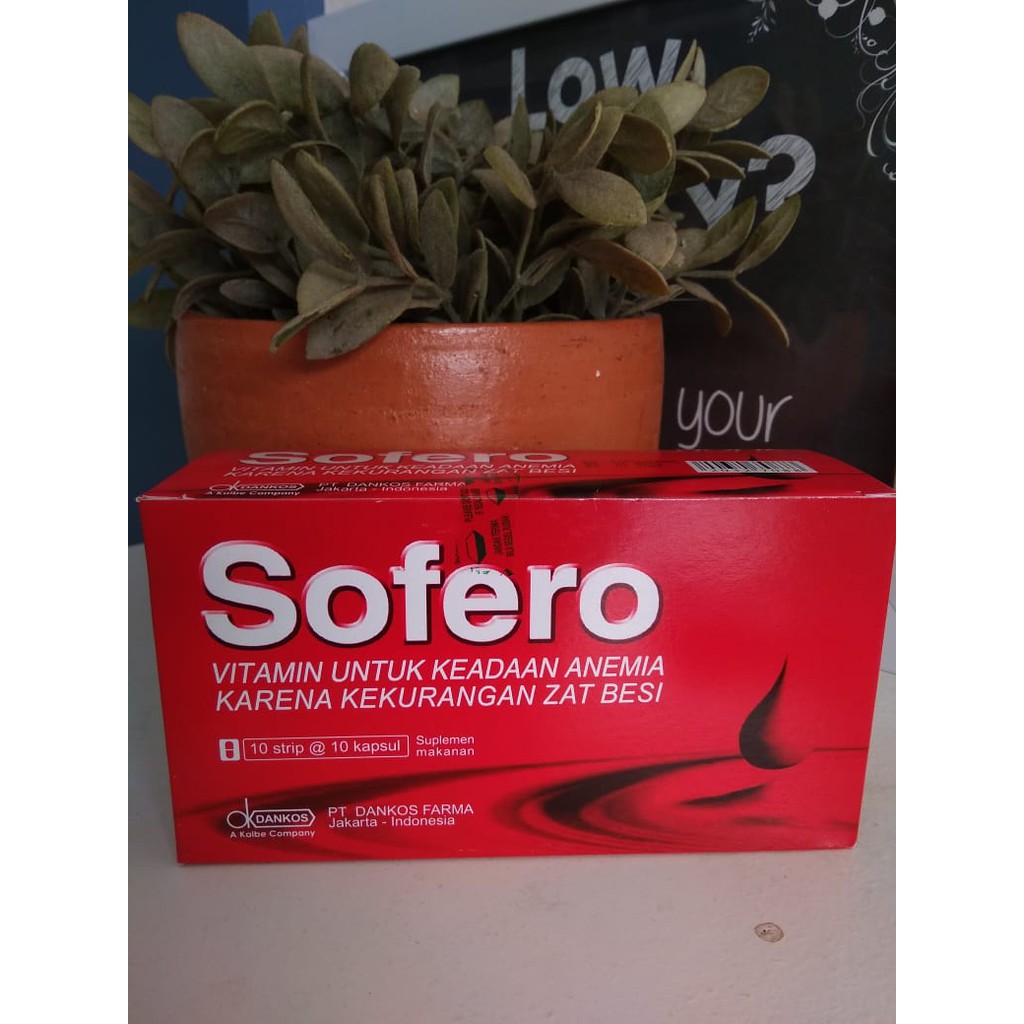 Low
?
your
Sofero
VITAMIN UNTUK KEADAAN ANEMIA
KARENA KEKURANGAN ZAT BESI
DANKOS
A Kalbe Company
PT DANKOS FARMA
Jakarta - Indonesia
Sofero
VITAMIN UNTUK KEADAAN ANEMIA
KARENA KEKURANGAN ZAT BESI
10 strip @ 10 kapsul
Suplemen
makanan
DANKOS
A Kalbe Company
PT DANKOS FARMA
Jakarta - Indonesia